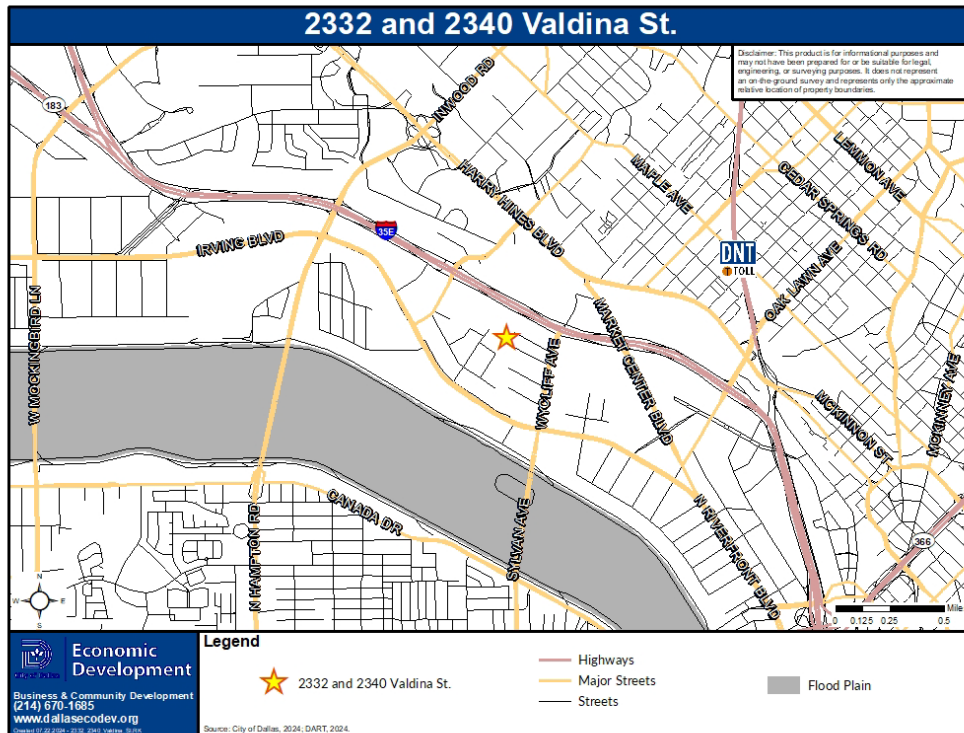 2332 and 2340 Valdina St.
Disclaimer: This product is for informational purposes and
may not have been prepared for or be suitable for legal,
engineering, or surveying purposes. It does not represent
an on-the-ground survey and represents only the approximate
relative location of property boundaries.
183
INWOOD RD
HARRY HINES BLVD
MAPLE AVE
LEMMON AVE
CEDAR SPRINGS RD
35E
IRVING BLVD
DNT
T TOLL
OAK LAWN AVE
W MOCKINGBIRD LN
MARKET CENTER BLVD
WYCLIFF AVE
MCKINNON ST
MCKINNEY AVE
CANADA DR
N HAMPTON RD
SYLVAN AVE
N RIVERFRONT BLVD
366
N
W
E
S
Mile
0 0.125 0.25 0.5
Economic
Development
City of Dallas
Business & Community Development
(214) 670-1685
www.dallasecodev.org
Legend
2332 and 2340 Valdina St.
Highways
Major Streets
Streets
Flood Plain
Source: City of Dallas, 2024; DART, 2024.